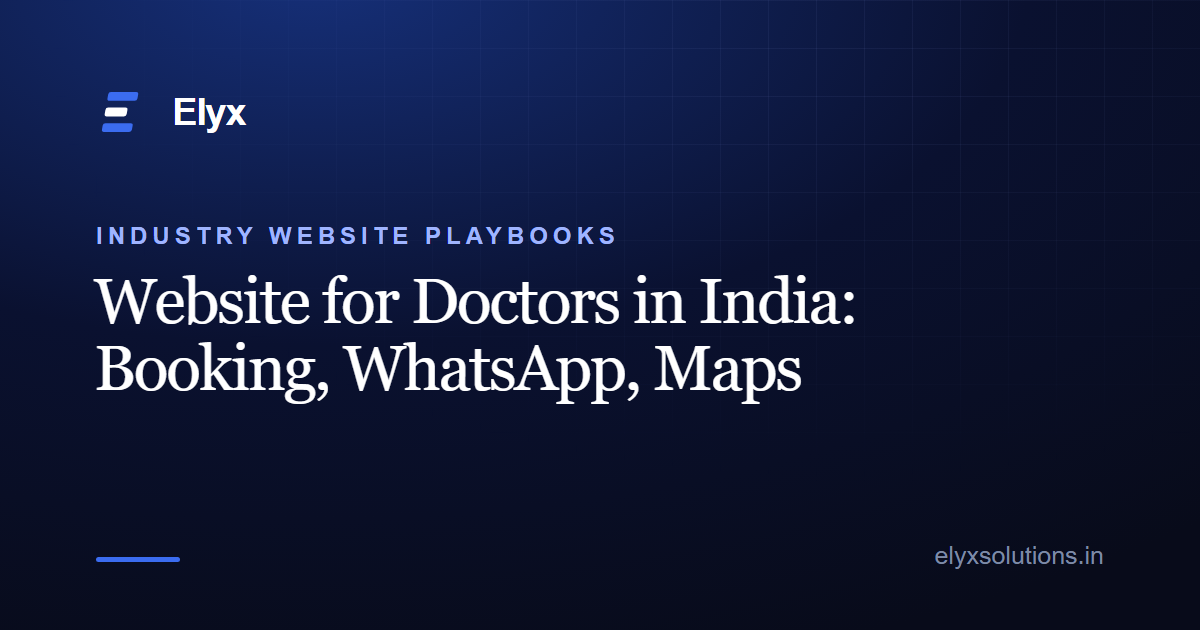 Elyx
INDUSTRY WEBSITE PLAYBOOKS
Website for Doctors in India:
Booking, WhatsApp, Maps
elyxsolutions.in